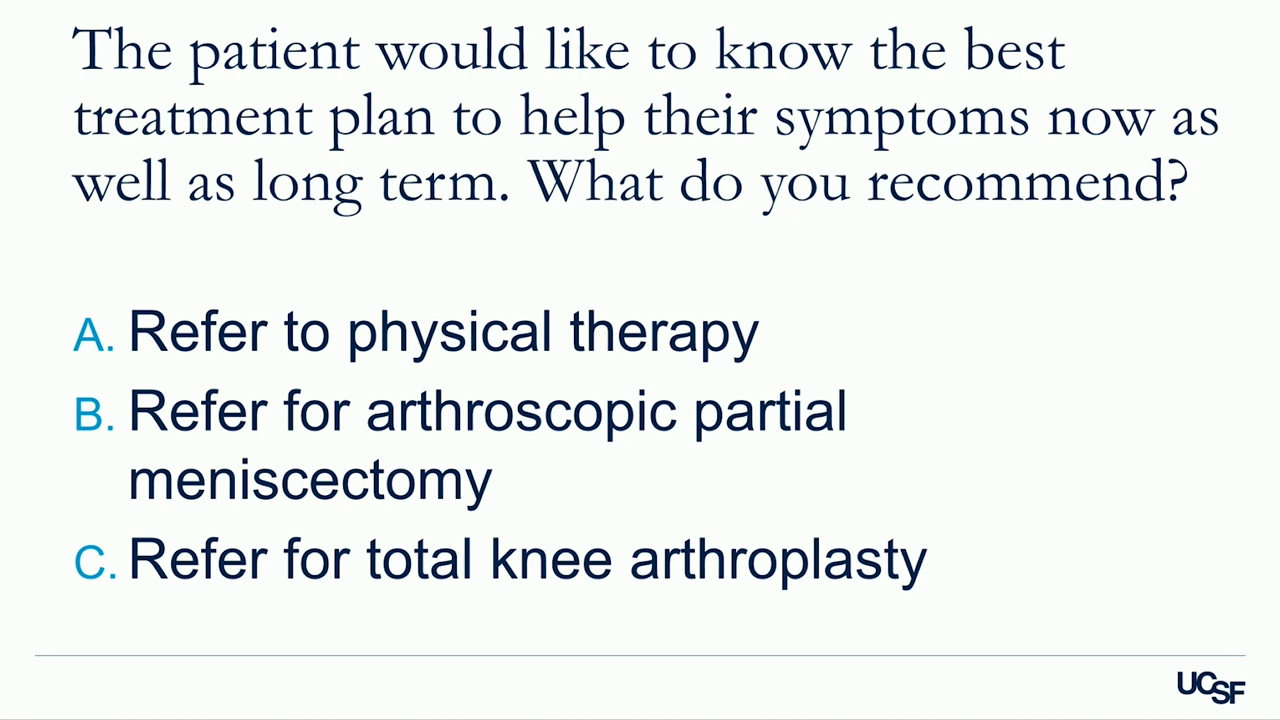 The patient would like to know the best
treatment plan to help their symptoms now as
well as long term. What do you recommend?
A. Refer to physical therapy
B. Refer for arthroscopic partial
meniscectomy
C. Refer for total knee arthroplasty
UCSF